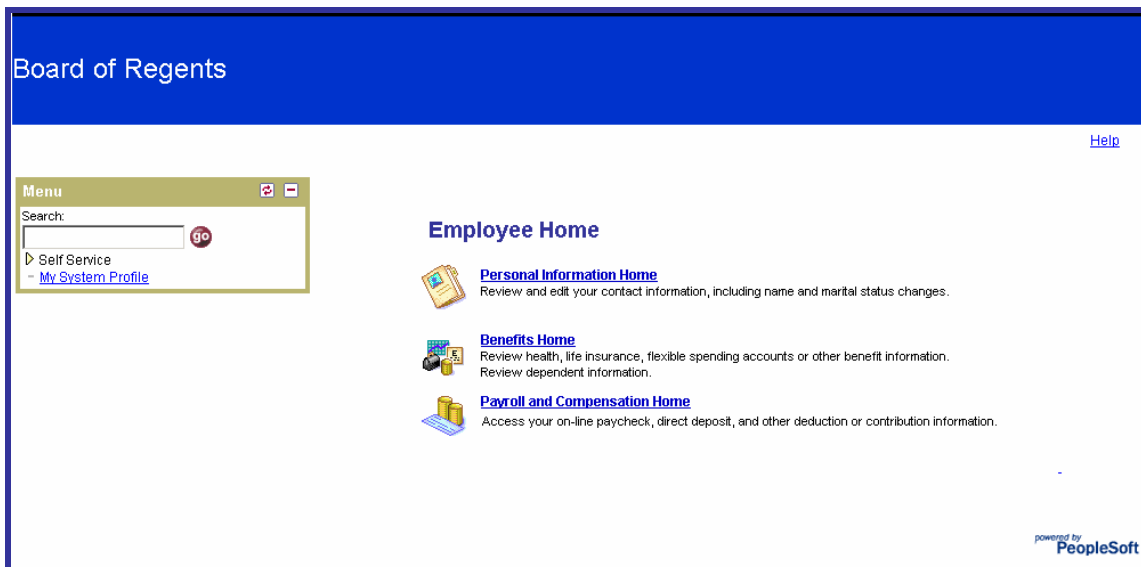 Board of Regents
Help
Menu
Search:
go
Self Service
My System Profile
Employee Home
Personal Information Home
Review and edit your contact information, including name and marital status changes.
Benefits Home
Review health, life insurance, flexible spending accounts or other benefit information.
Review dependent information.
Payroll and Compensation Home
Access your on-line paycheck, direct deposit, and other deduction or contribution information.
powered by
PeopleSoft